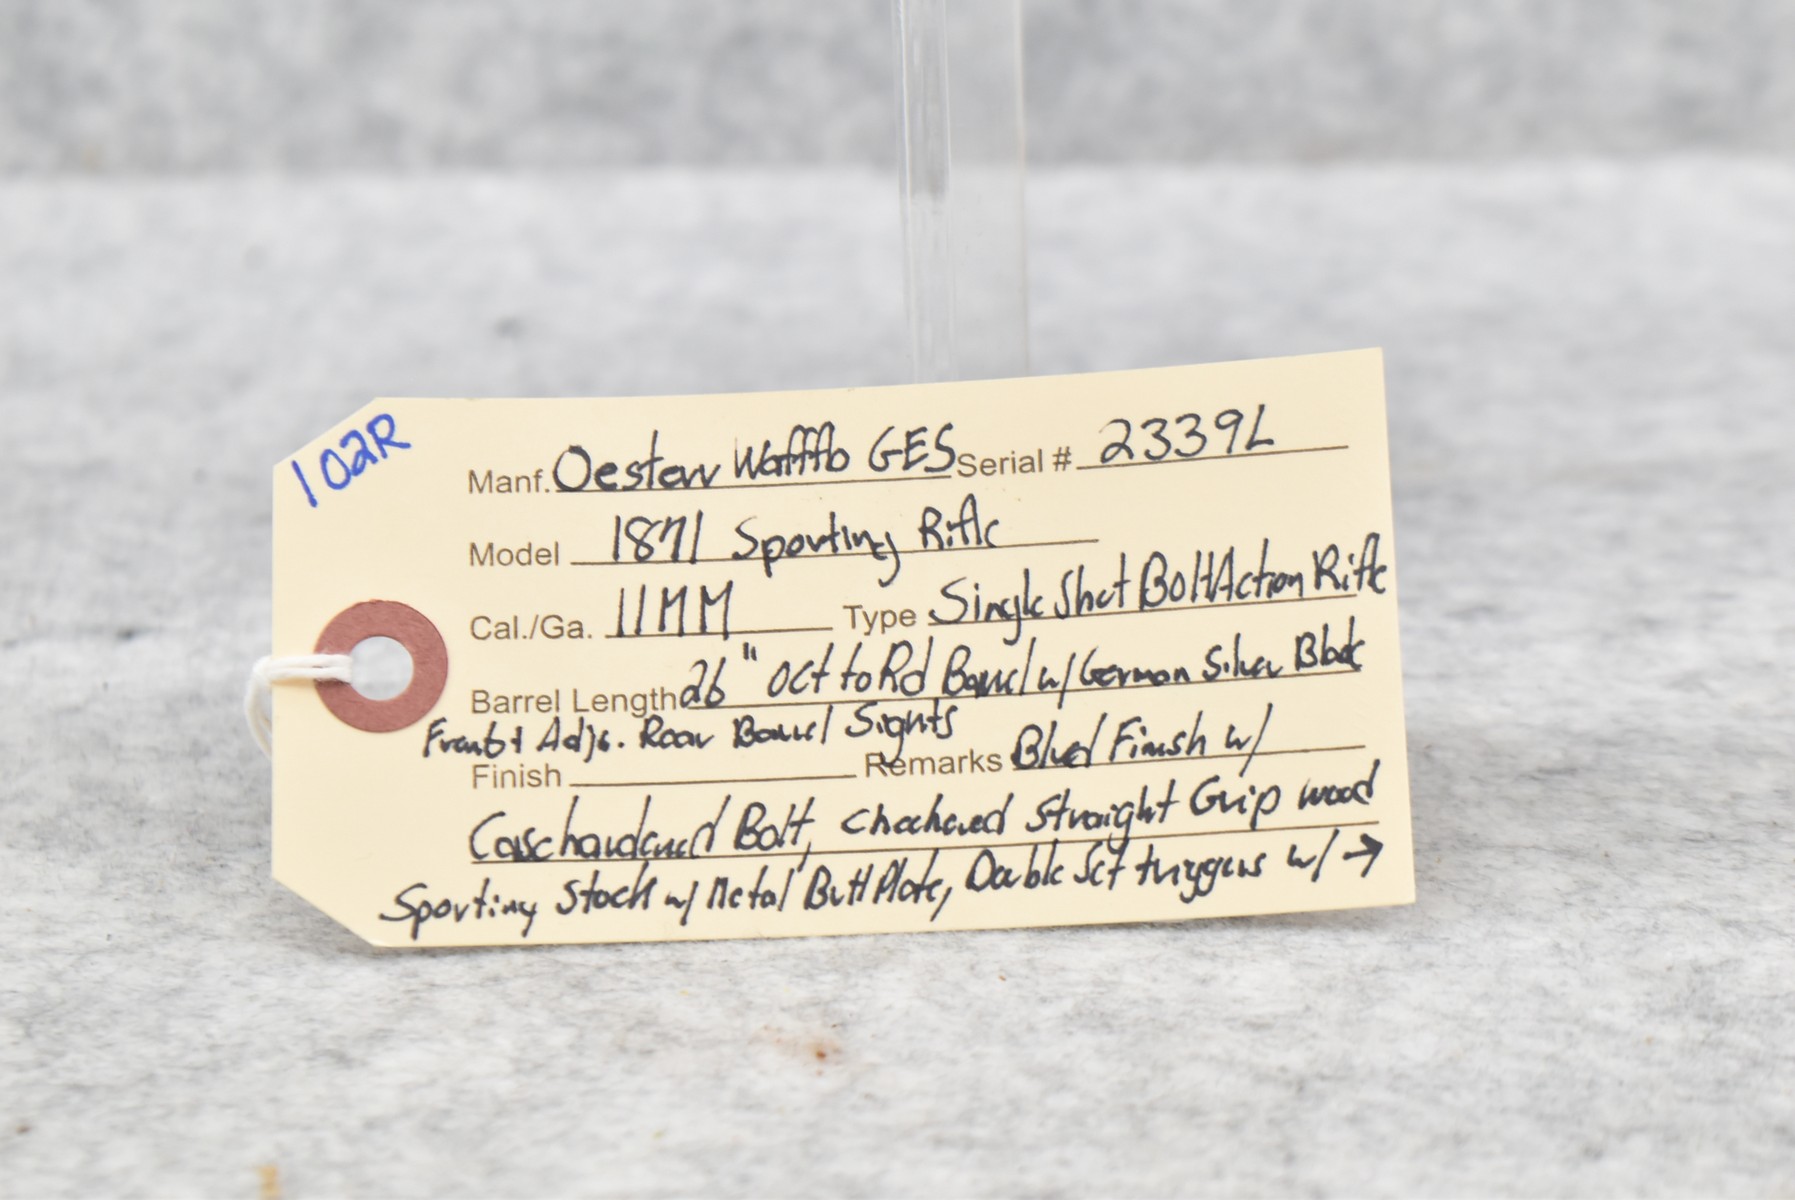 102R
Manf. Oesterr Wafffb GES Serial # 2339L
Model 1871 Sporting Rifle
Cal./Ga. 11MM Type Single Shot Bolt Action Rifle
Barrel Length 26" Oct to Rd Barrel w/ German Silver Blade
Front & Adjs. Rear Barrel Sights
Finish Remarks Blued Finish w/
Casehardened Bolt, checkered Straight Grip wood
Sporting Stock w/ Metal Butt Plate, Double Set triggers w/ →